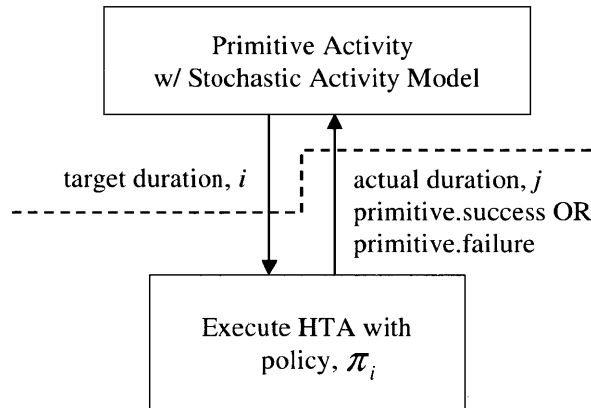 Primitive Activity
w/ Stochastic Activity Model
target duration, i
actual duration, j
primitive.success OR
primitive.failure
Execute HTA with
policy, π_i